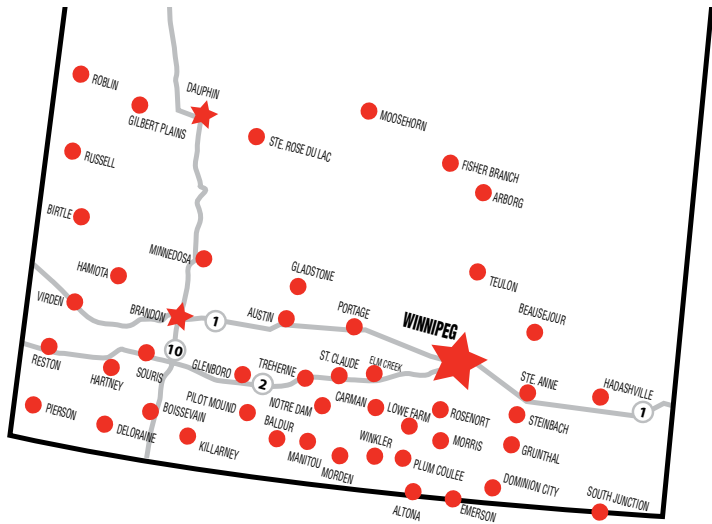 ROBLIN
DAUPHIN
GILBERT PLAINS
MOOSEHORN
STE. ROSE DU LAC
RUSSELL
FISHER BRANCH
ARBORG
BIRTLE
MINNEDOSA
HAMIOTA
GLADSTONE
TEULON
VIRDEN
BRANDON
1
AUSTIN
PORTAGE
WINNIPEG
BEAUSEJOUR
10
RESTON
HARTNEY
SOURIS
GLENBORO
2
TREHERNE
ST. CLAUDE
ELM CREEK
STE. ANNE
HADASHVILLE
1
PIERSON
DELORAINE
BOISSEVAIN
KILLARNEY
PILOT MOUND
NOTRE DAM
BALDUR
CARMAN
LOWE FARM
ROSENORT
STEINBACH
MANITOU
MORDEN
WINKLER
MORRIS
GRUNTHAL
PLUM COULEE
DOMINION CITY
SOUTH JUNCTION
ALTONA
EMERSON